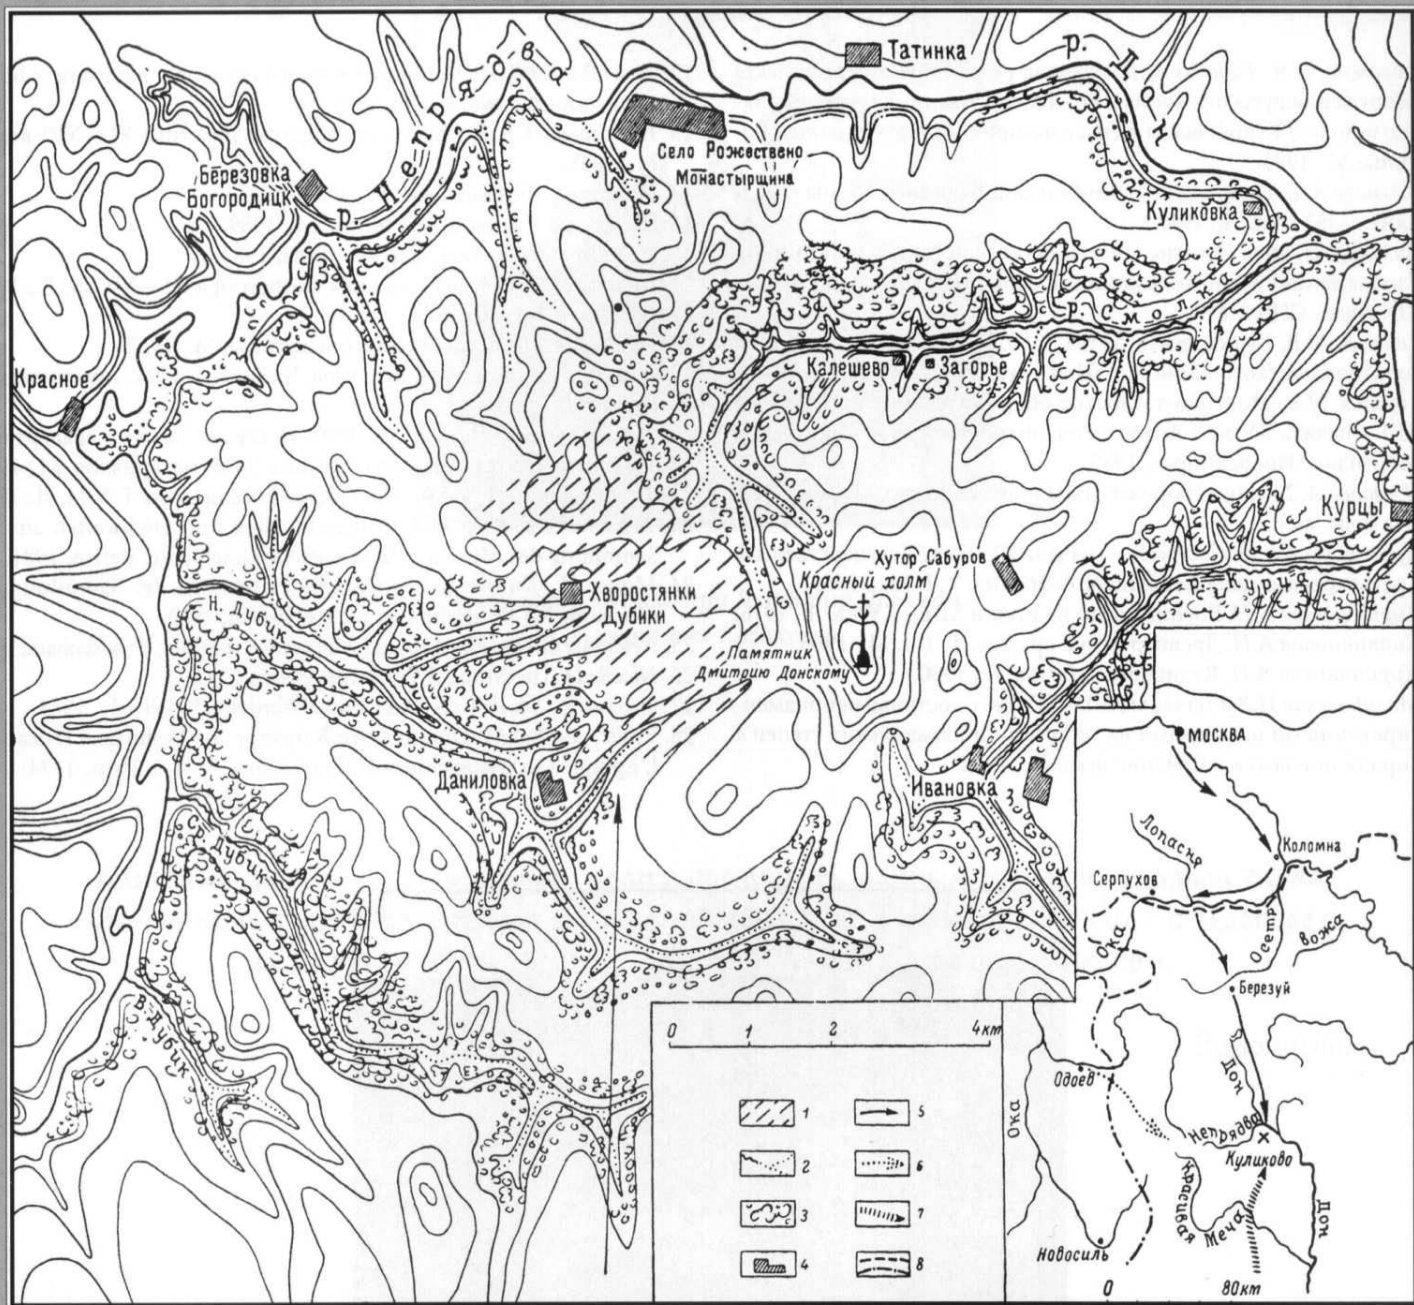 Татинка
р. Дон
р. Непрядва
Село Рожествено
Монастырщина
Березовка
Богородицк
Куликовка
р. Смолка
Красное
Калешево
Загорье
Курцы
Хутор Сабуров
Красный холм
р. Курца
Хворостянки
Дубики
Н. Дубик
Памятник
Дмитрию Донскому
Даниловка
Ивановка
Дубик
В. Дубик
МОСКВА
Лопасня
Коломна
Серпухов
Ока
Осетр
Вожа
Березуй
Одоев
Дон
Ока
Непрядва
Куликово
Красивая Меча
Дон
Новосиль
0 80км
0 1 2 4км
1 5
2 6
3 7
4 8